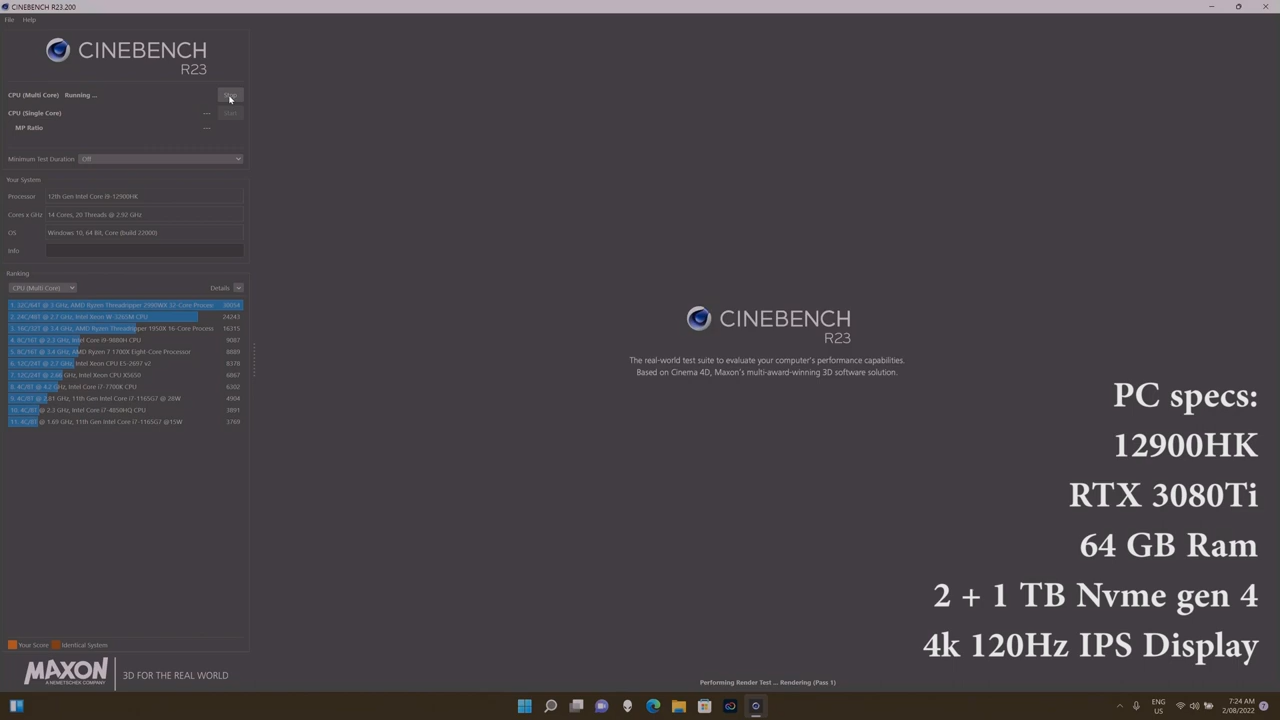 CINEBENCH R23.200
File Help
CINEBENCH
R23
CPU (Multi Core) Running ... Stop
CPU (Single Core) --- Start
MP Ratio ---
Minimum Test Duration Off
Your System
Processor 12th Gen Intel Core i9-12900HK
Cores x GHz 14 Cores, 20 Threads @ 2.92 GHz
OS Windows 10, 64 Bit, Core (build 22000)
Info
Ranking
CPU (Multi Core) Details
1. 32C/64T @ 3 GHz, AMD Ryzen Threadripper 2990WX 32-Core Process 30054
2. 24C/48T @ 2.7 GHz, Intel Xeon W-3265M CPU 24243
3. 16C/32T @ 3.4 GHz, AMD Ryzen Threadripper 1950X 16-Core Process 16315
4. 8C/16T @ 2.3 GHz, Intel Core i9-9880H CPU 9087
5. 8C/16T @ 3.4 GHz, AMD Ryzen 7 1700X Eight-Core Processor 8889
6. 12C/24T @ 2.7 GHz, Intel Xeon CPU E5-2697 v2 8378
7. 12C/24T @ 2.66 GHz, Intel Xeon CPU X5650 6867
8. 4C/8T @ 4.2 GHz, Intel Core i7-7700K CPU 6302
9. 4C/8T @ 2.81 GHz, 11th Gen Intel Core i7-1165G7 @ 28W 4904
10. 4C/8T @ 2.3 GHz, Intel Core i7-4850HQ CPU 3891
11. 4C/8T @ 1.69 GHz, 11th Gen Intel Core i7-1165G7 @15W 3769
CINEBENCH
R23
The real-world test suite to evaluate your computer's performance capabilities.
Based on Cinema 4D, Maxon's multi-award-winning 3D software solution.
PC specs:
12900HK
RTX 3080Ti
64 GB Ram
2 + 1 TB Nvme gen 4
4k 120Hz IPS Display
Your Score Identical System
MAXON
A NEMETSCHEK COMPANY
3D FOR THE REAL WORLD
Performing Render Test ... Rendering (Pass 1)
ENG
US
7:24 AM
2/08/2022
7